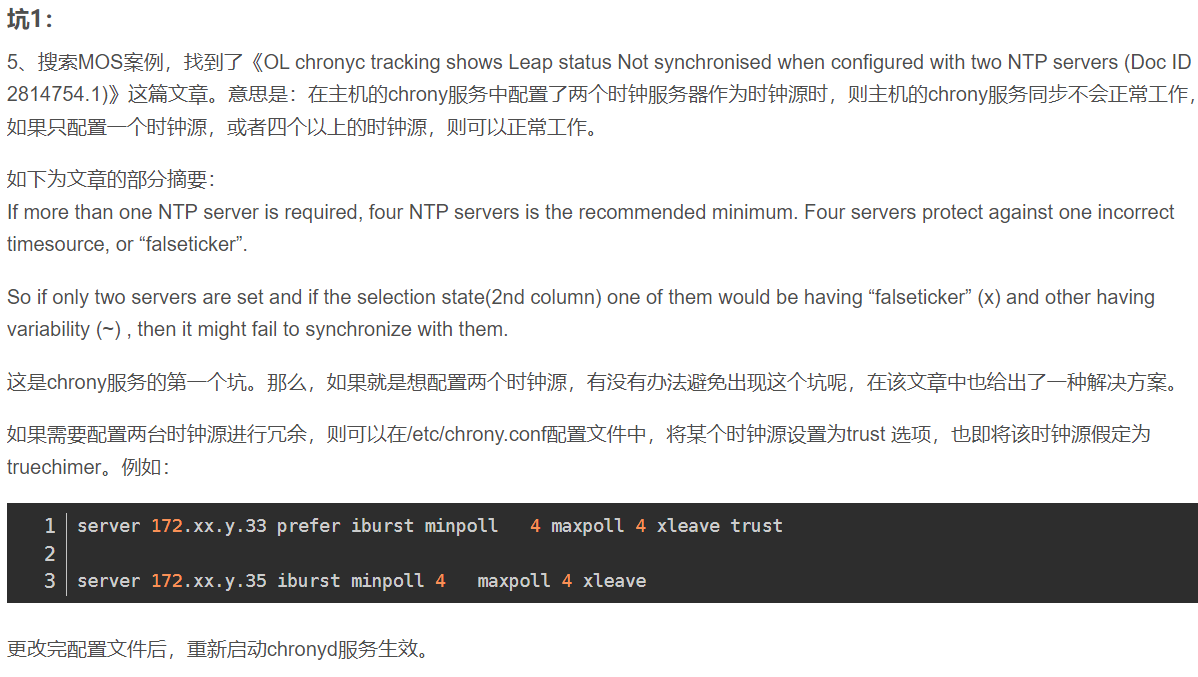 坑1：
5、搜索MOS案例，找到了《OL chronyc tracking shows Leap status Not synchronised when configured with two NTP servers (Doc ID
2814754.1)》这篇文章。意思是：在主机的chrony服务中配置了两个时钟服务器作为时钟源时，则主机的chrony服务同步不会正常工作，
如果只配置一个时钟源，或者四个以上的时钟源，则可以正常工作。
如下为文章的部分摘要：
If more than one NTP server is required, four NTP servers is the recommended minimum. Four servers protect against one incorrect
timesource, or “falseticker”.
So if only two servers are set and if the selection state(2nd column) one of them would be having “falseticker” (x) and other having
variability (~) , then it might fail to synchronize with them.
这是chrony服务的第一个坑。那么，如果就是想配置两个时钟源，有没有办法避免出现这个坑呢，在该文章中也给出了一种解决方案。
如果需要配置两台时钟源进行冗余，则可以在/etc/chrony.conf配置文件中，将某个时钟源设置为trust 选项，也即将该时钟源假定为
truechimer。例如：
1 server 172.xx.y.33 prefer iburst minpoll   4 maxpoll 4 xleave trust
2
3 server 172.xx.y.35 iburst minpoll 4   maxpoll 4 xleave
更改完配置文件后，重新启动chronyd服务生效。